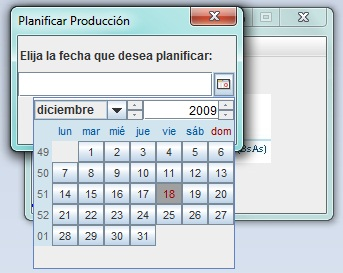 Planificar Producción
Elija la fecha que desea planificar:
diciembre 2009
lun mar mié jue vie sáb dom
49 1 2 3 4 5 6
50 7 8 9 10 11 12 13
51 14 15 16 17 18 19 20
52 21 22 23 24 25 26 27
01 28 29 30 31
sAs)